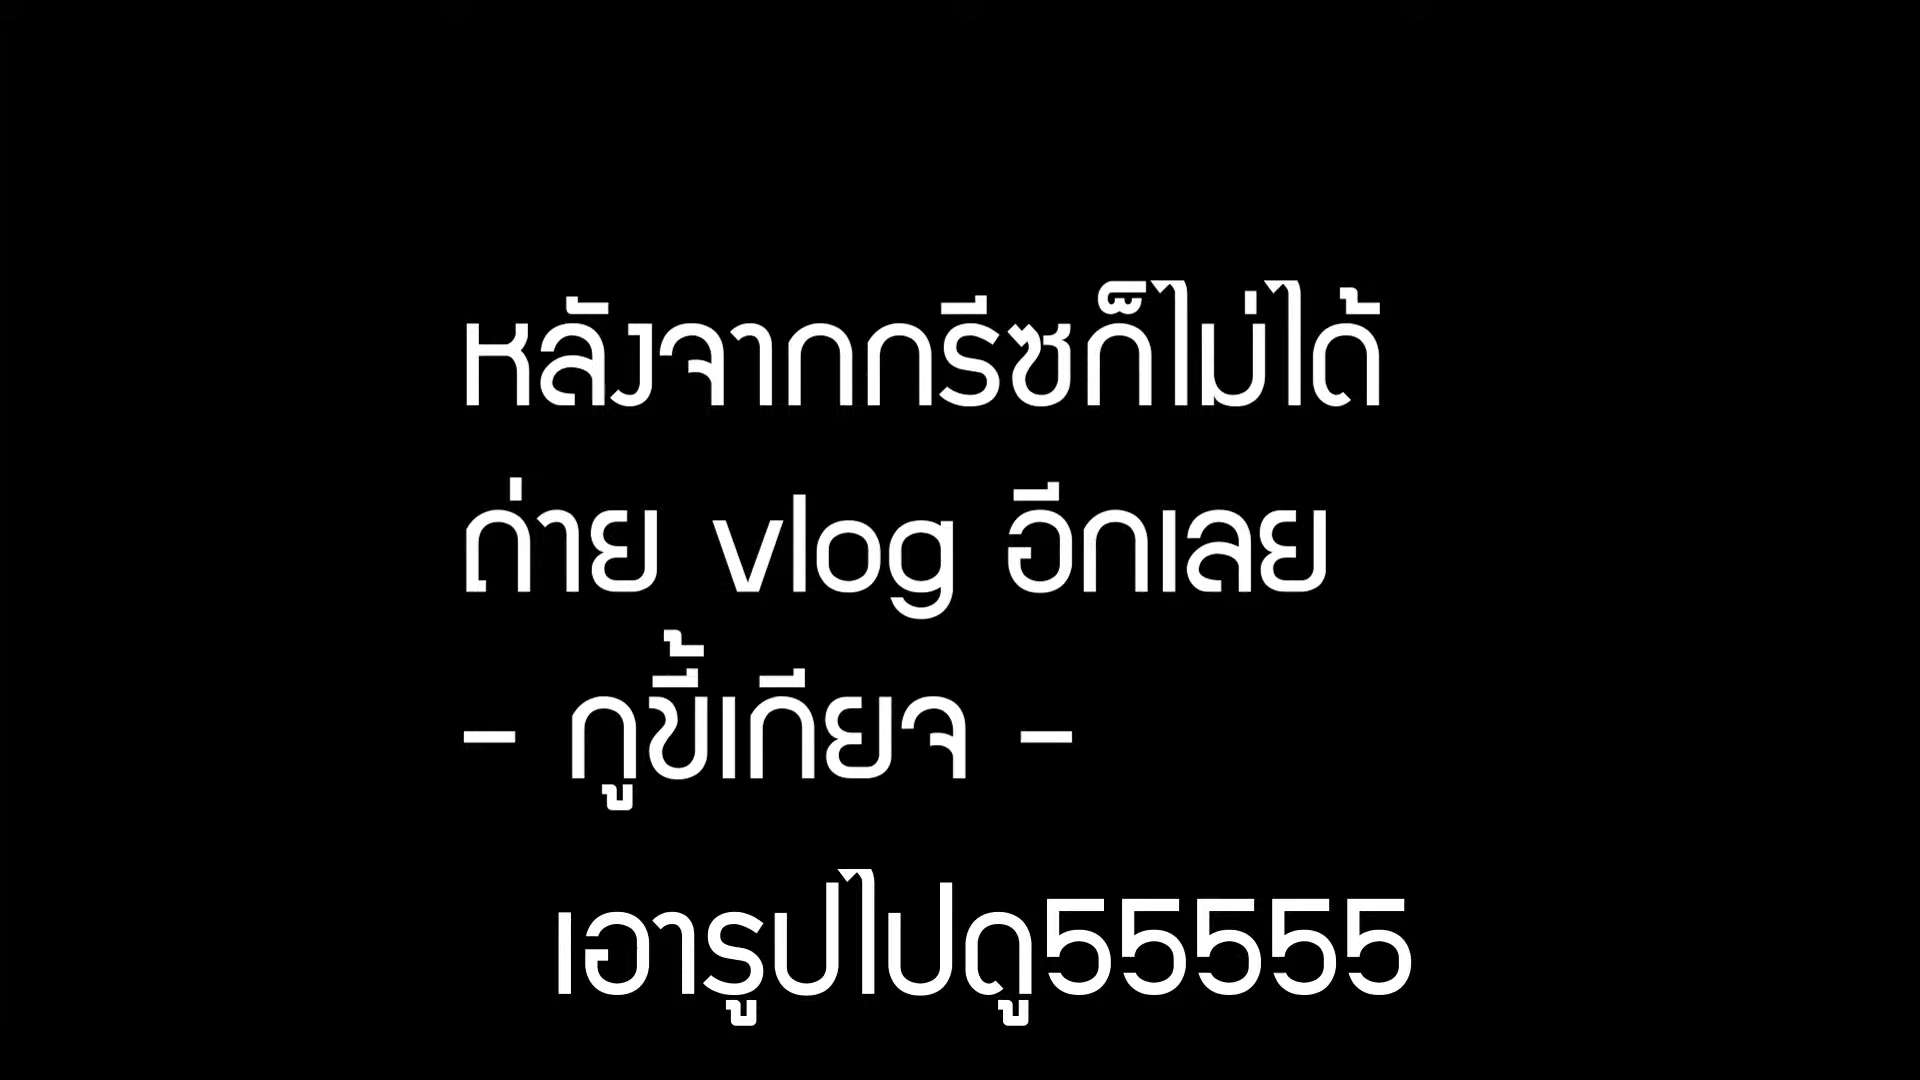 หลังจากกรีซก็ไม่ได้
ถ่าย vlog อีกเลย
- กูขี้เกียจ -
เอารูปไปดู55555